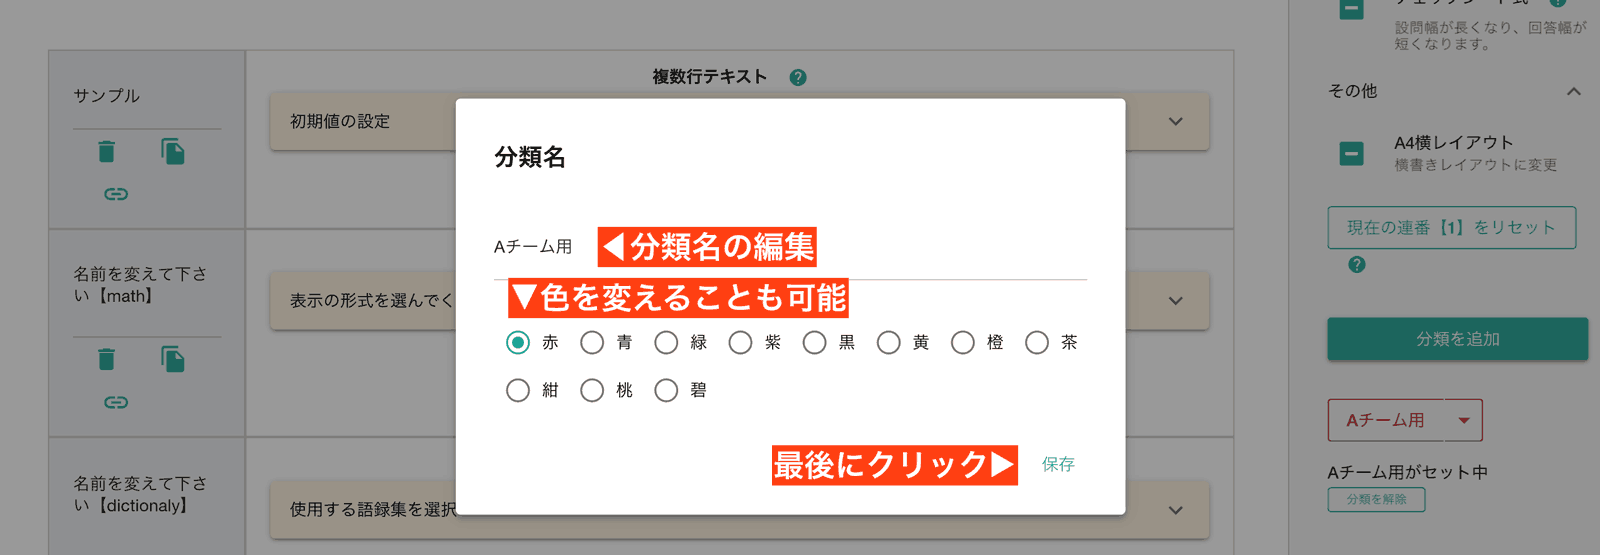 サンプル
複数行テキスト
初期値の設定
名前を変えて下さ
い【math】
表示の形式を選んでく
名前を変えて下さ
い【dictionaly】
使用する語録集を選択
分類名
Aチーム用
◀分類名の編集
▼色を変えることも可能
赤 青 緑 紫 黒 黄 橙 茶
紺 桃 碧
最後にクリック▶
保存
設問幅が長くなり、回答幅が
短くなります。
その他
A4横レイアウト
横書きレイアウトに変更
現在の連番【1】をリセット
分類を追加
Aチーム用
Aチーム用がセット中
分類を解除